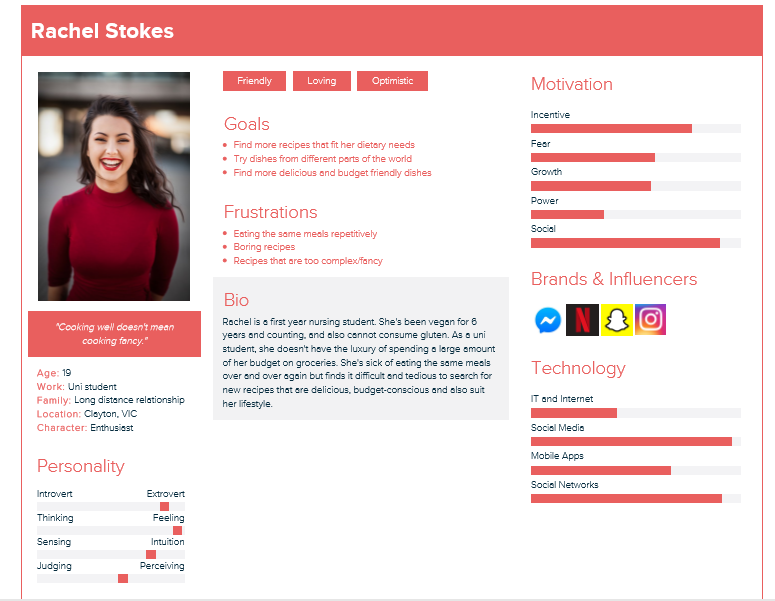 Rachel Stokes
"Cooking well doesn't mean
cooking fancy."
Age: 19
Work: Uni student
Family: Long distance relationship
Location: Clayton, VIC
Character: Enthusiast
Personality
Introvert Extrovert
Thinking Feeling
Sensing Intuition
Judging Perceiving
Friendly Loving Optimistic
Goals
Find more recipes that fit her dietary needs
Try dishes from different parts of the world
Find more delicious and budget friendly dishes
Frustrations
Eating the same meals repetitively
Boring recipes
Recipes that are too complex/fancy
Bio
Rachel is a first year nursing student. She's been vegan for 6
years and counting, and also cannot consume gluten. As a uni
student, she doesn't have the luxury of spending a large amount
of her budget on groceries. She's sick of eating the same meals
over and over again but finds it difficult and tedious to search for
new recipes that are delicious, budget-conscious and also suit
her lifestyle.
Motivation
Incentive
Fear
Growth
Power
Social
Brands & Influencers
N
Technology
IT and Internet
Social Media
Mobile Apps
Social Networks